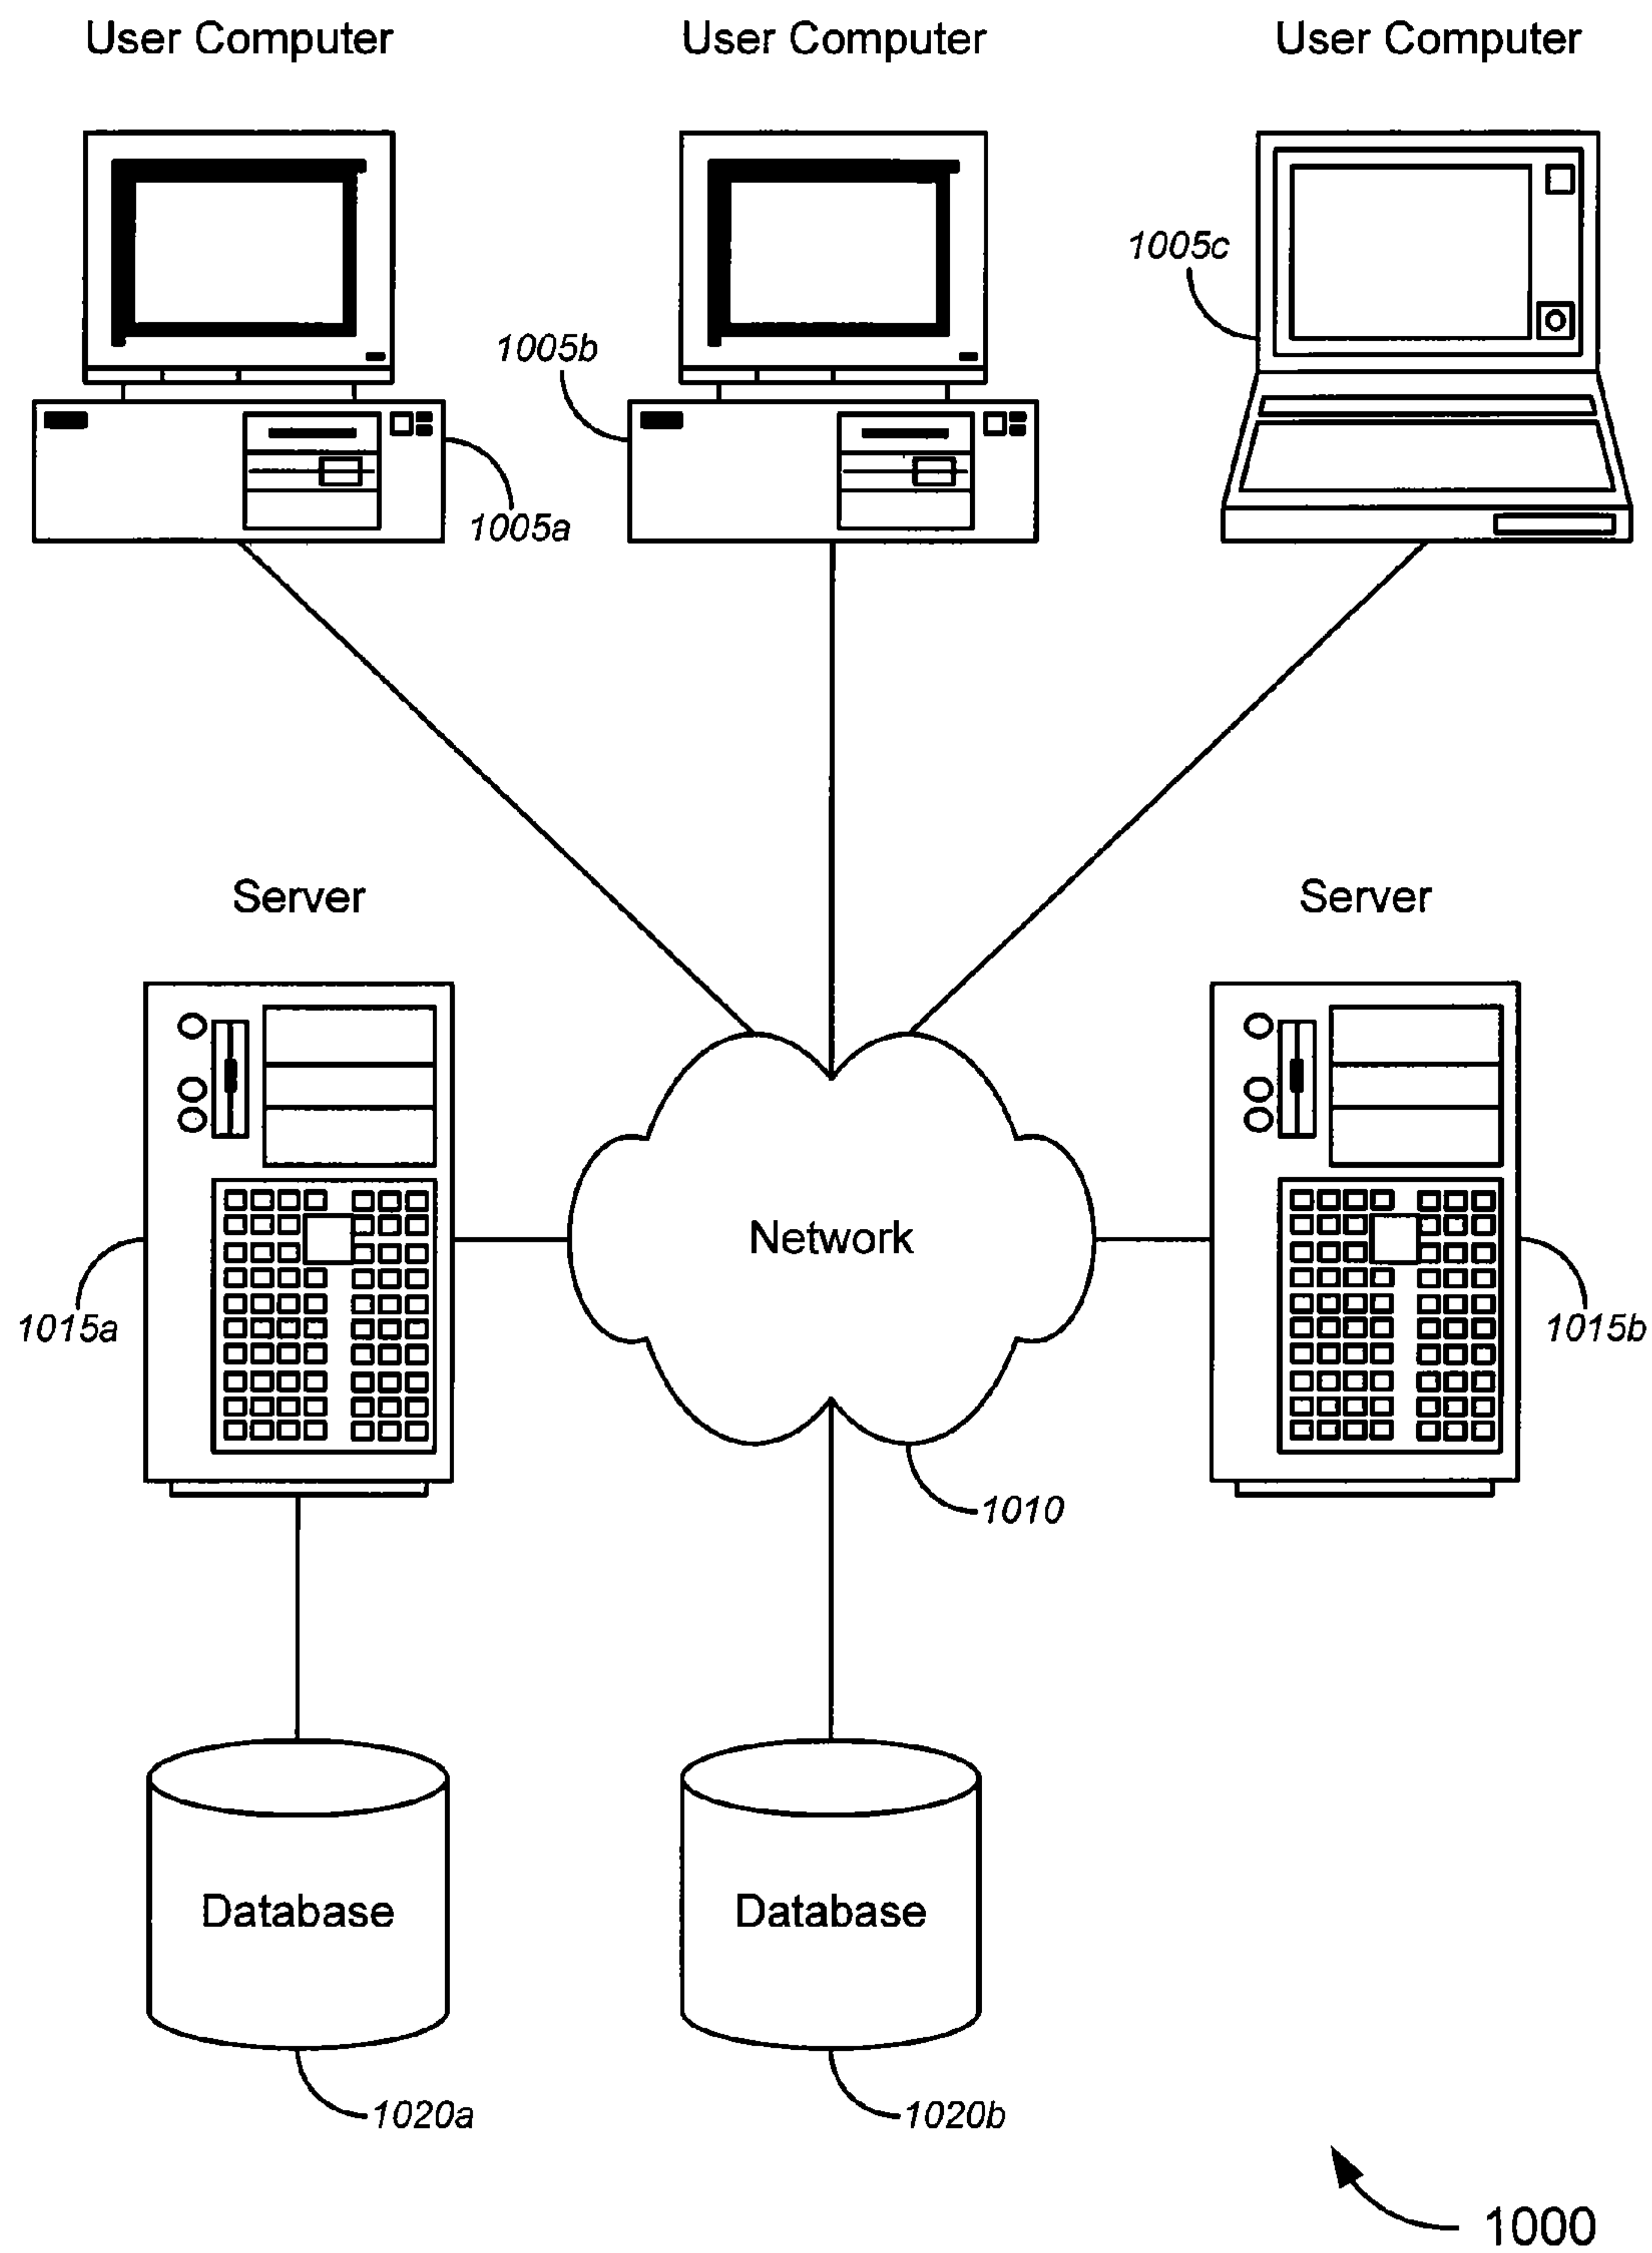 User Computer
User Computer
User Computer
1005c
1005b
1005a
Server
Server
Network
1015a
1015b
1010
Database
Database
1020a
1020b
1000